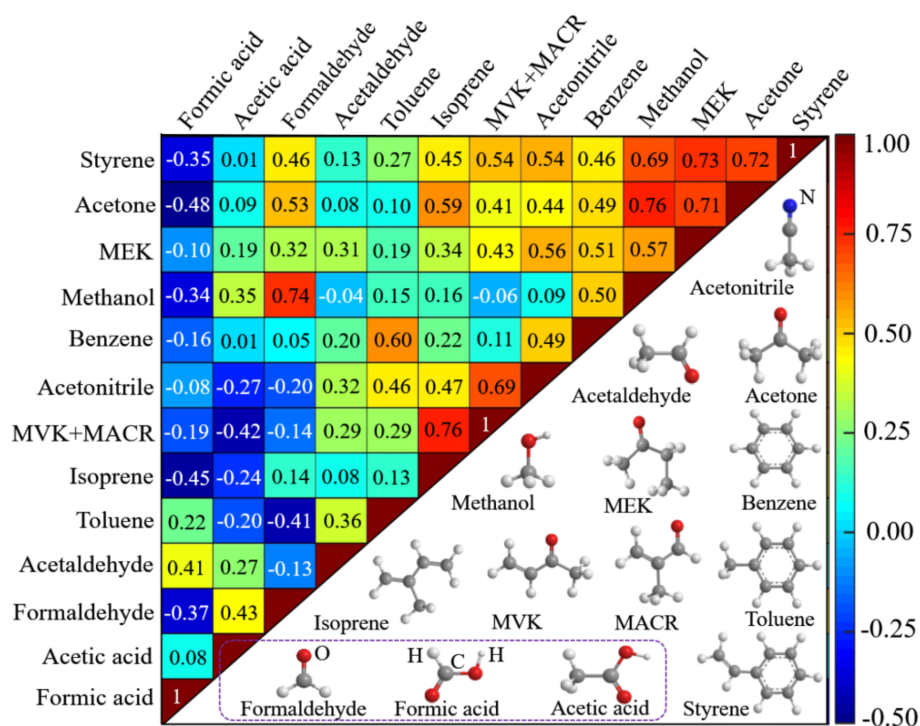 Formic acid
Acetic acid
Formaldehyde
Acetaldehyde
Toluene
Isoprene
MVK+MACR
Acetonitrile
Benzene
Methanol
MEK
Acetone
Styrene
Styrene -0.35 0.01 0.46 0.13 0.27 0.45 0.54 0.54 0.46 0.69 0.73 0.72 1
Acetone -0.48 0.09 0.53 0.08 0.10 0.59 0.41 0.44 0.49 0.76 0.71
MEK -0.10 0.19 0.32 0.31 0.19 0.34 0.43 0.56 0.51 0.57
Methanol -0.34 0.35 0.74 -0.04 0.15 0.16 -0.06 0.09 0.50
Benzene -0.16 0.01 0.05 0.20 0.60 0.22 0.11 0.49
Acetonitrile -0.08 -0.27 -0.20 0.32 0.46 0.47 0.69
MVK+MACR -0.19 -0.42 -0.14 0.29 0.29 0.76 1
Isoprene -0.45 -0.24 0.14 0.08 0.13
Toluene 0.22 -0.20 -0.41 0.36
Acetaldehyde 0.41 0.27 -0.13
Formaldehyde -0.37 0.43
Acetic acid 0.08
Formic acid 1
N
Acetonitrile
Acetaldehyde Acetone
Methanol MEK Benzene
Isoprene MVK MACR Toluene
O H C H
Formaldehyde Formic acid Acetic acid Styrene
1.00
0.75
0.50
0.25
0.00
-0.25
-0.50